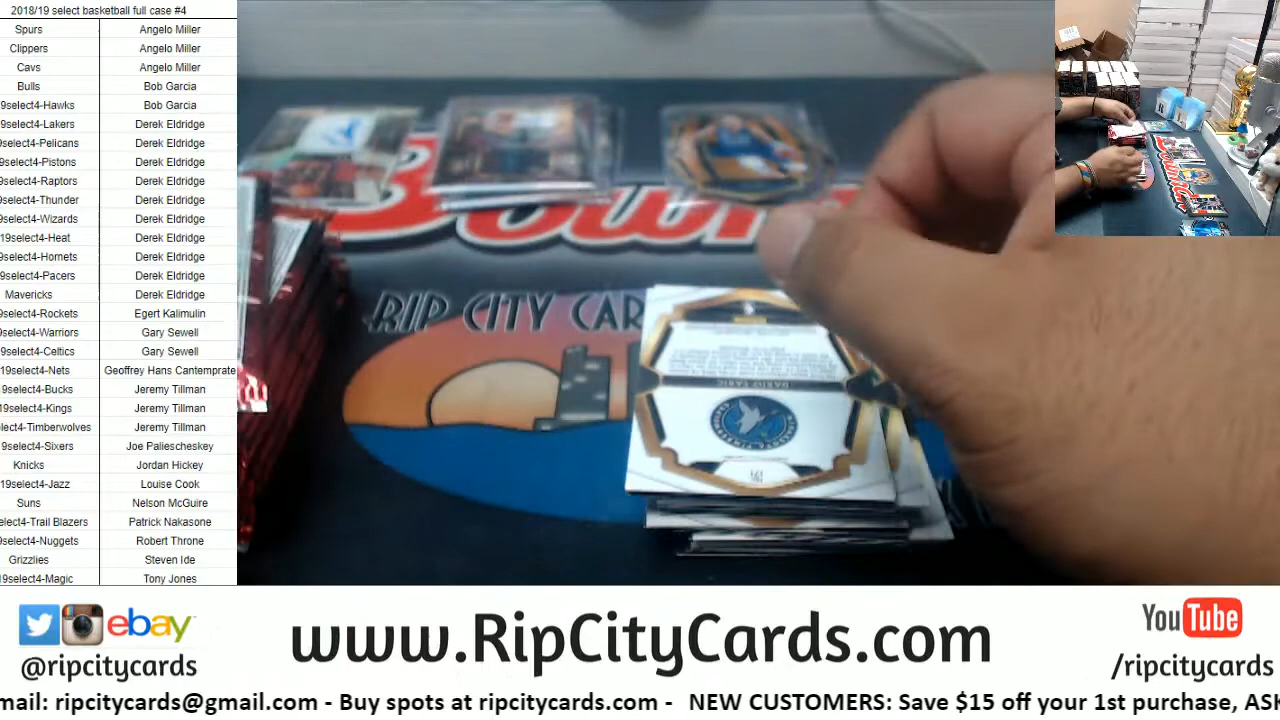 2018/19 select basketball full case #4
Spurs Angelo Miller
Clippers Angelo Miller
Cavs Angelo Miller
Bulls Bob Garcia
9select4-Hawks Bob Garcia
9select4-Lakers Derek Eldridge
9select4-Pelicans Derek Eldridge
9select4-Pistons Derek Eldridge
9select4-Raptors Derek Eldridge
9select4-Thunder Derek Eldridge
9select4-Wizards Derek Eldridge
19select4-Heat Derek Eldridge
9select4-Hornets Derek Eldridge
9select4-Pacers Derek Eldridge
Mavericks Derek Eldridge
9select4-Rockets Egert Kalimulin
9select4-Warriors Gary Sewell
9select4-Celtics Gary Sewell
19select4-Nets Geoffrey Hans Cantemprate
9select4-Bucks Jeremy Tillman
9select4-Kings Jeremy Tillman
elect4-Timberwolves Jeremy Tillman
9select4-Sixers Joe Paliescheskey
Knicks Jordan Hickey
19select4-Jazz Louise Cook
Suns Nelson McGuire
elect4-Trail Blazers Patrick Nakasone
9select4-Nuggets Robert Throne
Grizzlies Steven Ide
19select4-Magic Tony Jones
RIP CITY CAR
DARIO SARIC
ebay
@ripcitycards
www.RipCityCards.com
YouTube
/ripcitycards
mail: ripcitycards@gmail.com - Buy spots at ripcitycards.com - NEW CUSTOMERS: Save $15 off your 1st purchase, ASK